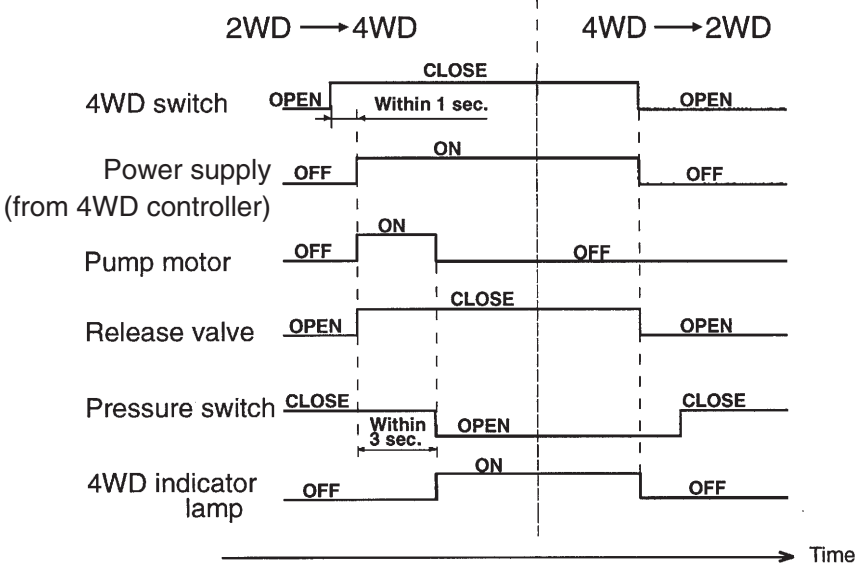 2WD → 4WD 4WD → 2WD
4WD switch OPEN CLOSE OPEN
Within 1 sec.
Power supply
(from 4WD controller) OFF ON OFF
Pump motor OFF ON OFF
Release valve OPEN CLOSE OPEN
Pressure switch CLOSE OPEN CLOSE
Within
3 sec.
4WD indicator
lamp OFF ON OFF
Time